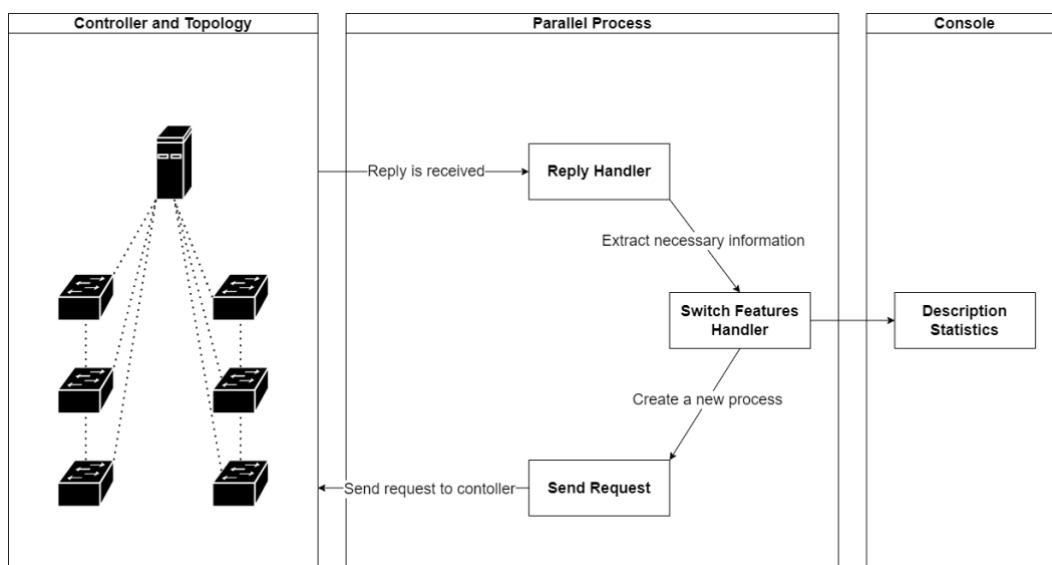 Controller and Topology
Parallel Process
Console
Reply is received
Reply Handler
Extract necessary information
Switch Features
Handler
Description
Statistics
Create a new process
Send request to contoller
Send Request